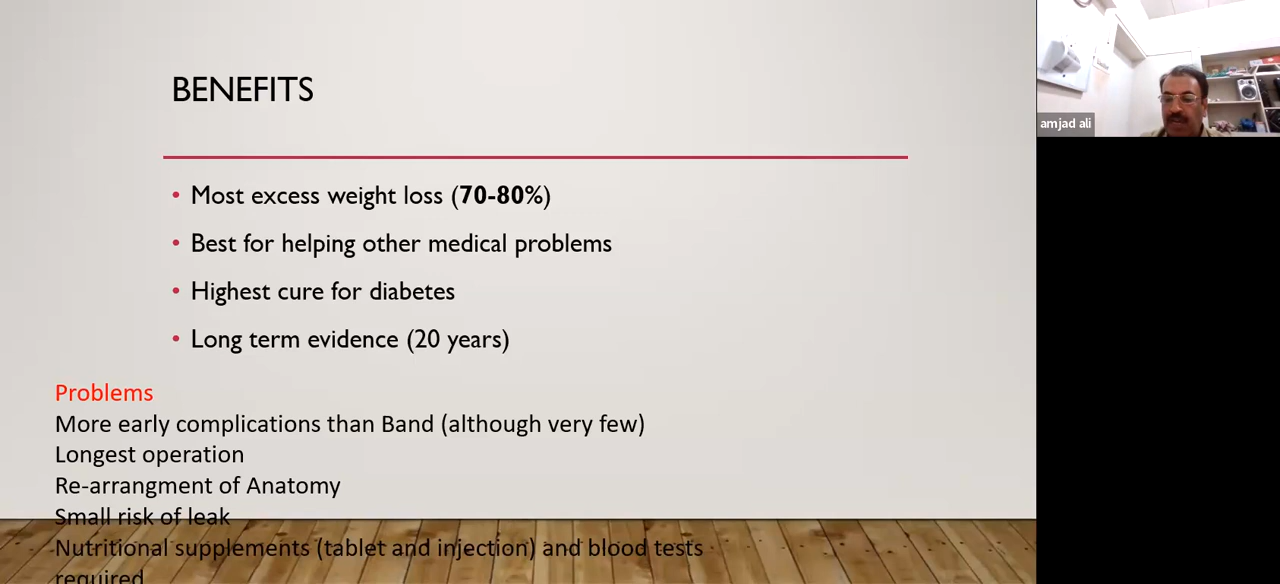 BENEFITS
• Most excess weight loss (70-80%)
• Best for helping other medical problems
• Highest cure for diabetes
• Long term evidence (20 years)
Problems
More early complications than Band (although very few)
Longest operation
Re-arrangment of Anatomy
Small risk of leak
Nutritional supplements (tablet and injection) and blood tests
required
amjad ali